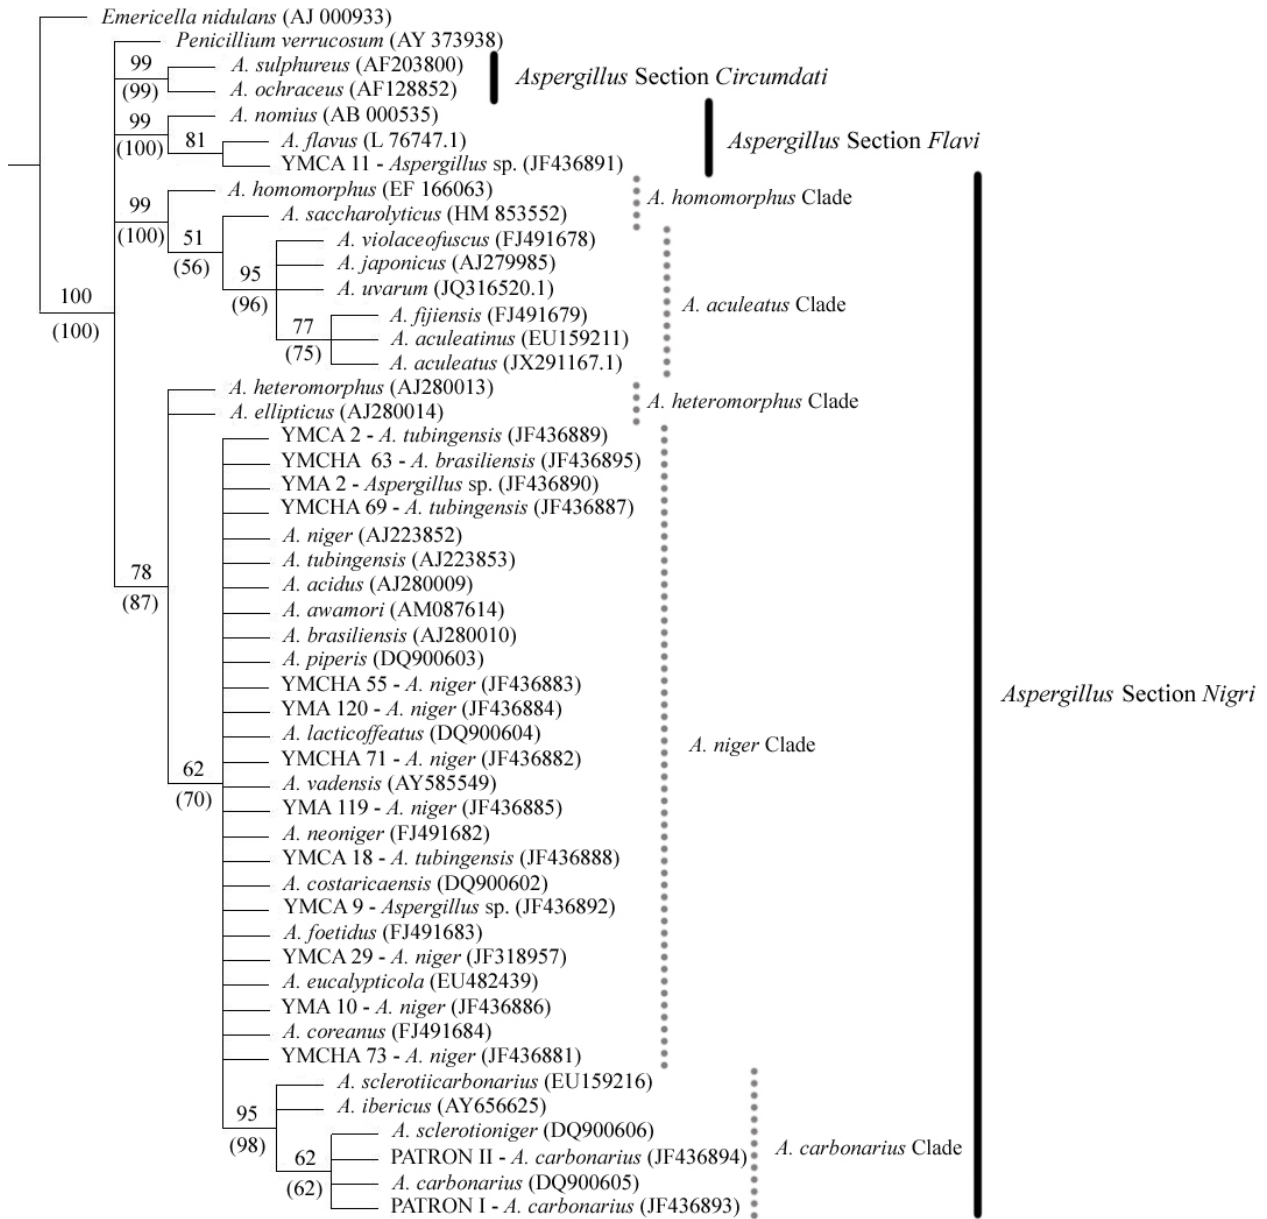 Emericella nidulans (AJ 000933)
Penicillium verrucosum (AY 373938)
99
(99)
A. sulphureus (AF203800)
A. ochraceus (AF128852)
Aspergillus Section Circumdati
99
(100)
A. nomius (AB 000535)
81
A. flavus (L 76747.1)
YMCA 11 - Aspergillus sp. (JF436891)
Aspergillus Section Flavi
99
(100)
A. homomorphus (EF 166063)
A. homomorphus Clade
51
(56)
A. saccharolyticus (HM 853552)
95
(96)
A. violaceofuscus (FJ491678)
A. japonicus (AJ279985)
A. uvarum (JQ316520.1)
77
(75)
A. fijiensis (FJ491679)
A. aculeatinus (EU159211)
A. aculeatus (JX291167.1)
A. aculeatus Clade
100
(100)
A. heteromorphus (AJ280013)
A. ellipticus (AJ280014)
A. heteromorphus Clade
78
(87)
YMCA 2 - A. tubingensis (JF436889)
YMCHA 63 - A. brasiliensis (JF436895)
YMA 2 - Aspergillus sp. (JF436890)
YMCHA 69 - A. tubingensis (JF436887)
A. niger (AJ223852)
A. tubingensis (AJ223853)
A. acidus (AJ280009)
A. awamori (AM087614)
A. brasiliensis (AJ280010)
A. piperis (DQ900603)
YMCHA 55 - A. niger (JF436883)
YMA 120 - A. niger (JF436884)
A. lacticoffeatus (DQ900604)
YMCHA 71 - A. niger (JF436882)
62
(70)
A. vadensis (AY585549)
YMA 119 - A. niger (JF436885)
A. neoniger (FJ491682)
YMCA 18 - A. tubingensis (JF436888)
A. costaricaensis (DQ900602)
YMCA 9 - Aspergillus sp. (JF436892)
A. foetidus (FJ491683)
YMCA 29 - A. niger (JF318957)
A. eucalypticola (EU482439)
YMA 10 - A. niger (JF436886)
A. coreanus (FJ491684)
YMCHA 73 - A. niger (JF436881)
A. niger Clade
Aspergillus Section Nigri
95
(98)
A. sclerotiicarbonarius (EU159216)
A. ibericus (AY656625)
62
(62)
A. sclerotioniger (DQ900606)
PATRON II - A. carbonarius (JF436894)
A. carbonarius (DQ900605)
PATRON I - A. carbonarius (JF436893)
A. carbonarius Clade